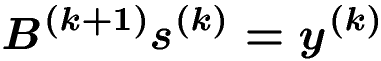 B^{(k+1)} s^{(k)} = y^{(k)}